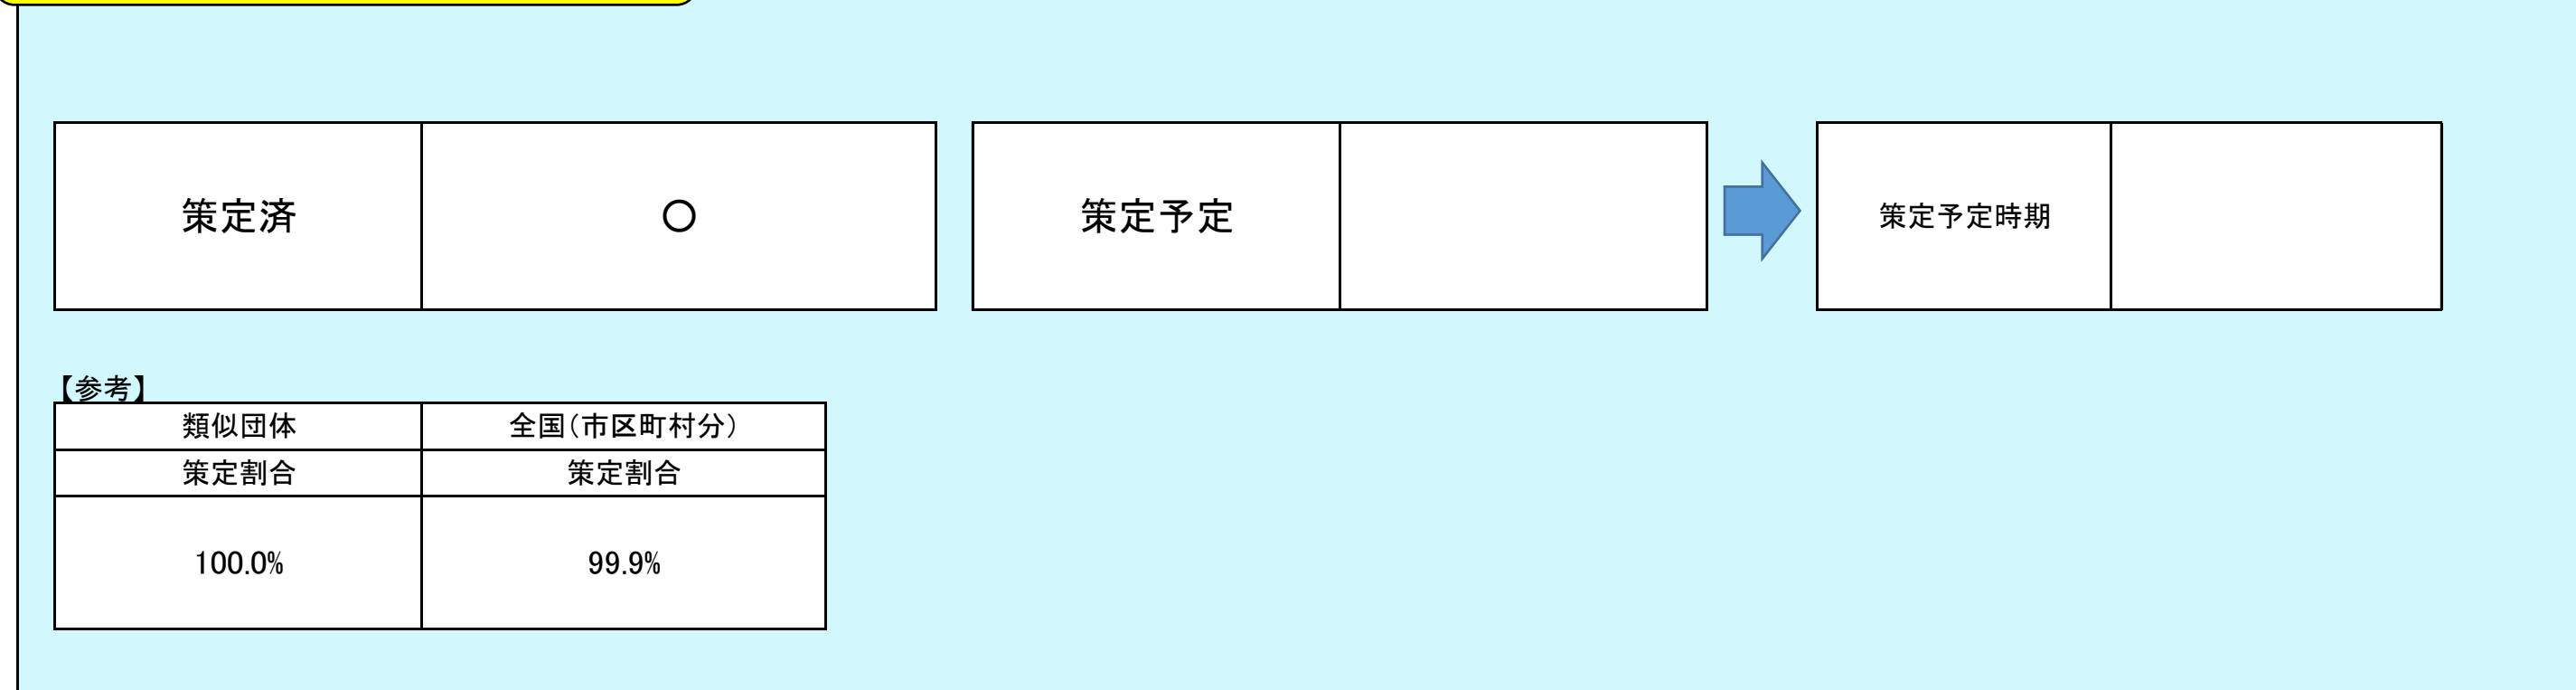 策定済 ○ 策定予定 策定予定時期
【参考】
類似団体 全国(市区町村分)
策定割合 策定割合
100.0% 99.9%